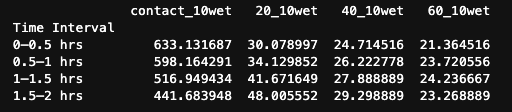 contact_10wet 20_10wet 40_10wet 60_10wet
Time Interval
0–0.5 hrs 633.131687 30.078997 24.714516 21.364516
0.5–1 hrs 598.164291 34.129852 26.222778 23.720556
1–1.5 hrs 516.949434 41.671649 27.888889 24.236667
1.5–2 hrs 441.683948 48.005552 29.298889 23.268889